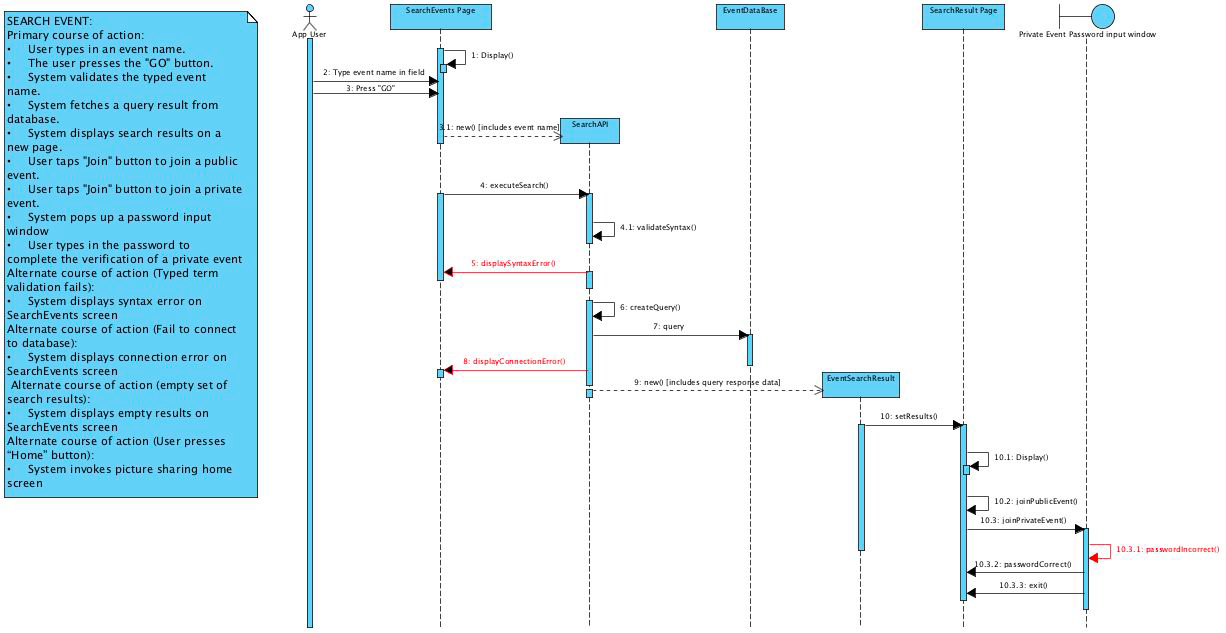 SEARCH EVENT:
Primary course of action:
• User types in an event name.
• The user presses the "GO" button.
• System validates the typed event
name.
• System fetches a query result from
database.
• System displays search results on a
new page.
• User taps "Join" button to join a public
event.
• User taps "Join" button to join a private
event.
• System pops up a password input
window
• User types in the password to
complete the verification of a private event
Alternate course of action (Typed term
validation fails):
• System displays syntax error on
SearchEvents screen
Alternate course of action (Fail to connect
to database):
• System displays connection error on
SearchEvents screen
Alternate course of action (empty set of
search results):
• System displays empty results on
SearchEvents screen
Alternate course of action (User presses
“Home” button):
• System invokes picture sharing home
screen
App User
SearchEvents Page
EventDataBase
SearchResult Page
Private Event Password input window
1: Display()
2: Type event name in field
3: Press "GO"
3.1: new() [includes event name]
SearchAPI
4: executeSearch()
4.1: validateSyntax()
5: displaySyntaxError()
6: createQuery()
7: query
8: displayConnectionError()
9: new() [includes query response data]
EventSearchResult
10: setResults()
10.1: Display()
10.2: joinPublicEvent()
10.3: joinPrivateEvent()
10.3.1: passwordIncorrect()
10.3.2: passwordCorrect()
10.3.3: exit()